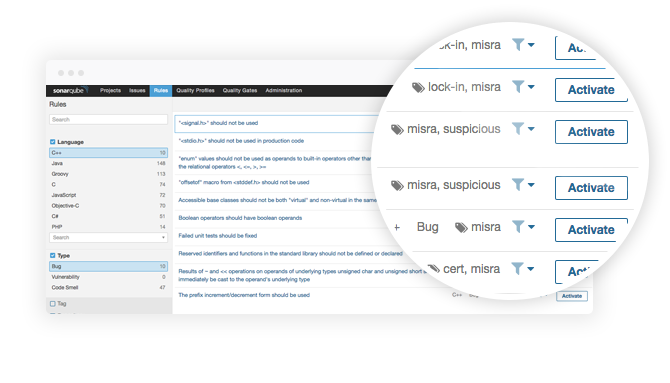 sonarqube Projects Issues Rules Quality Profiles Quality Gates Administration
Rules
Search
Language
C++ 10
Java 148
Groovy 113
C 74
JavaScript 72
Objective-C 70
C# 51
PHP 14
Search
Type
Bug 10
Vulnerability 0
Code Smell 47
Tag
"<signal.h>" should not be used
"<stdio.h>" should not be used in production code
"enum" values should not be used as operands to built-in operators other than
the relational operators <, <=, >, >=
"offsetof" macro from <stddef.h> should not be used
Accessible base classes should not be both "virtual" and non-virtual in the same
Boolean operators should have boolean operands
Failed unit tests should be fixed
Reserved identifiers and functions in the standard library should not be defined or declared
Results of ~ and << operations on operands of underlying types unsigned char and unsigned short
immediately be cast to the operand's underlying type
The prefix increment/decrement form should be used C++ Activate
misra
lock-in, misra Activate
misra, suspicious Activate
misra, suspicious Activate
+ Bug misra Activate
cert, misra